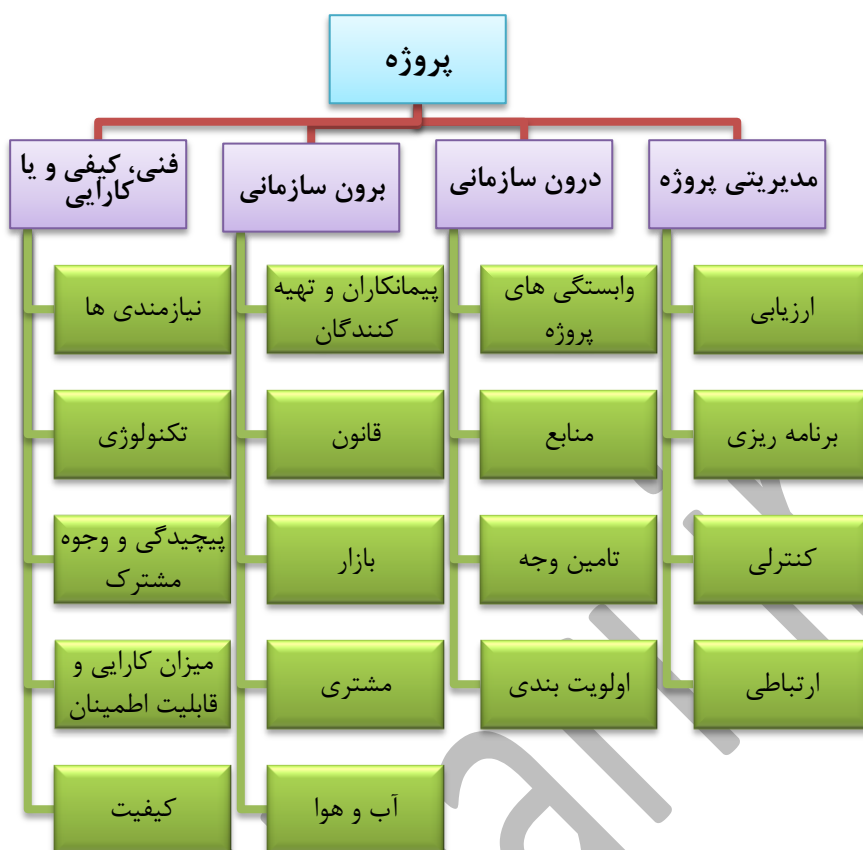 پروژه
مدیریتی پروژه
ارزیابی
برنامه ریزی
کنترلی
ارتباطی
درون سازمانی
وابستگی های
پروژه
منابع
تامین وجه
اولویت بندی
برون سازمانی
پیمانکاران و تهیه
کنندگان
قانون
بازار
مشتری
آب و هوا
فنی، کیفی و یا
کارایی
نیازمندی ها
تکنولوژی
پیچیدگی و وجوه
مشترک
میزان کارایی و
قابلیت اطمینان
کیفیت